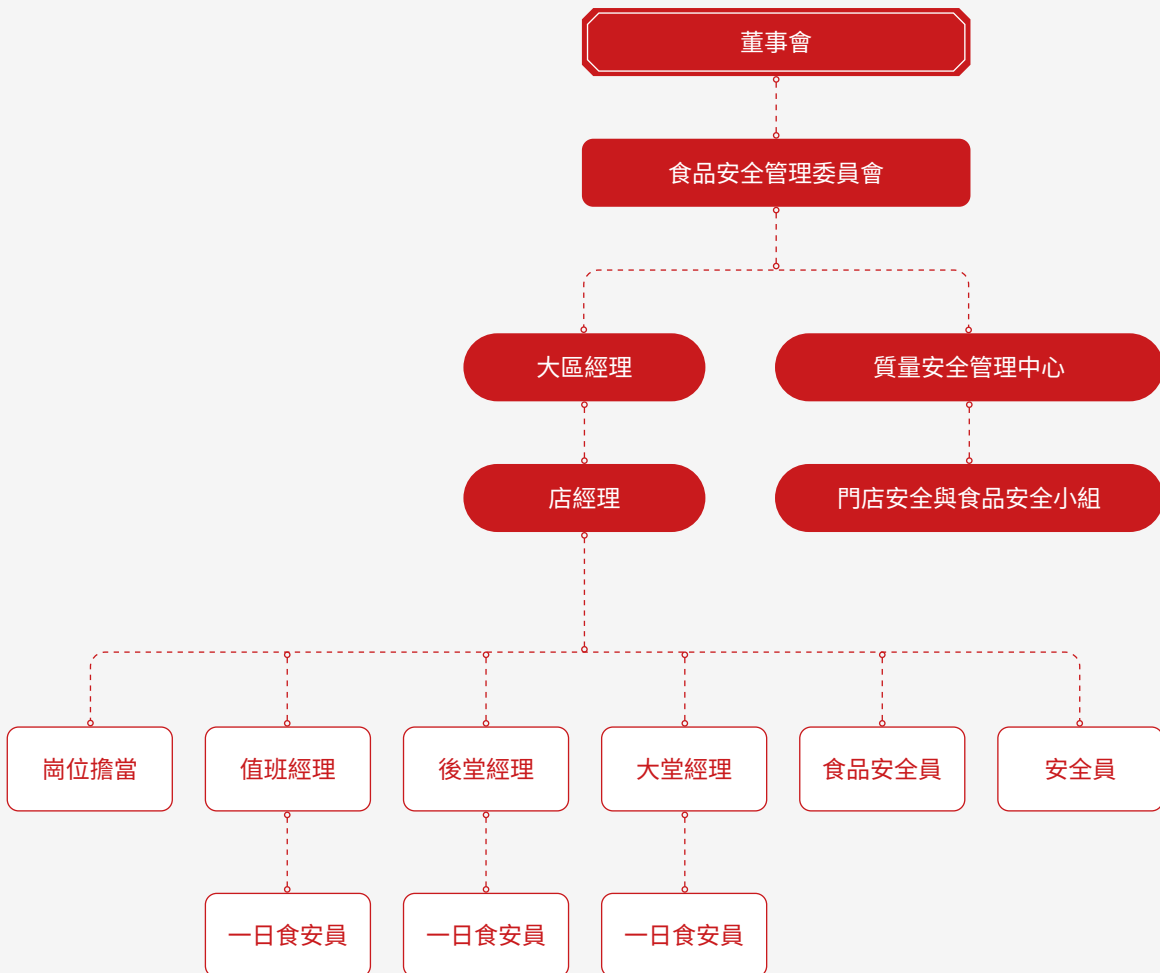 董事會
食品安全管理委員會
大區經理
質量安全管理中心
店經理
門店安全與食品安全小組
崗位擔當
值班經理
後堂經理
大堂經理
食品安全員
安全員
一日食安員
一日食安員
一日食安員